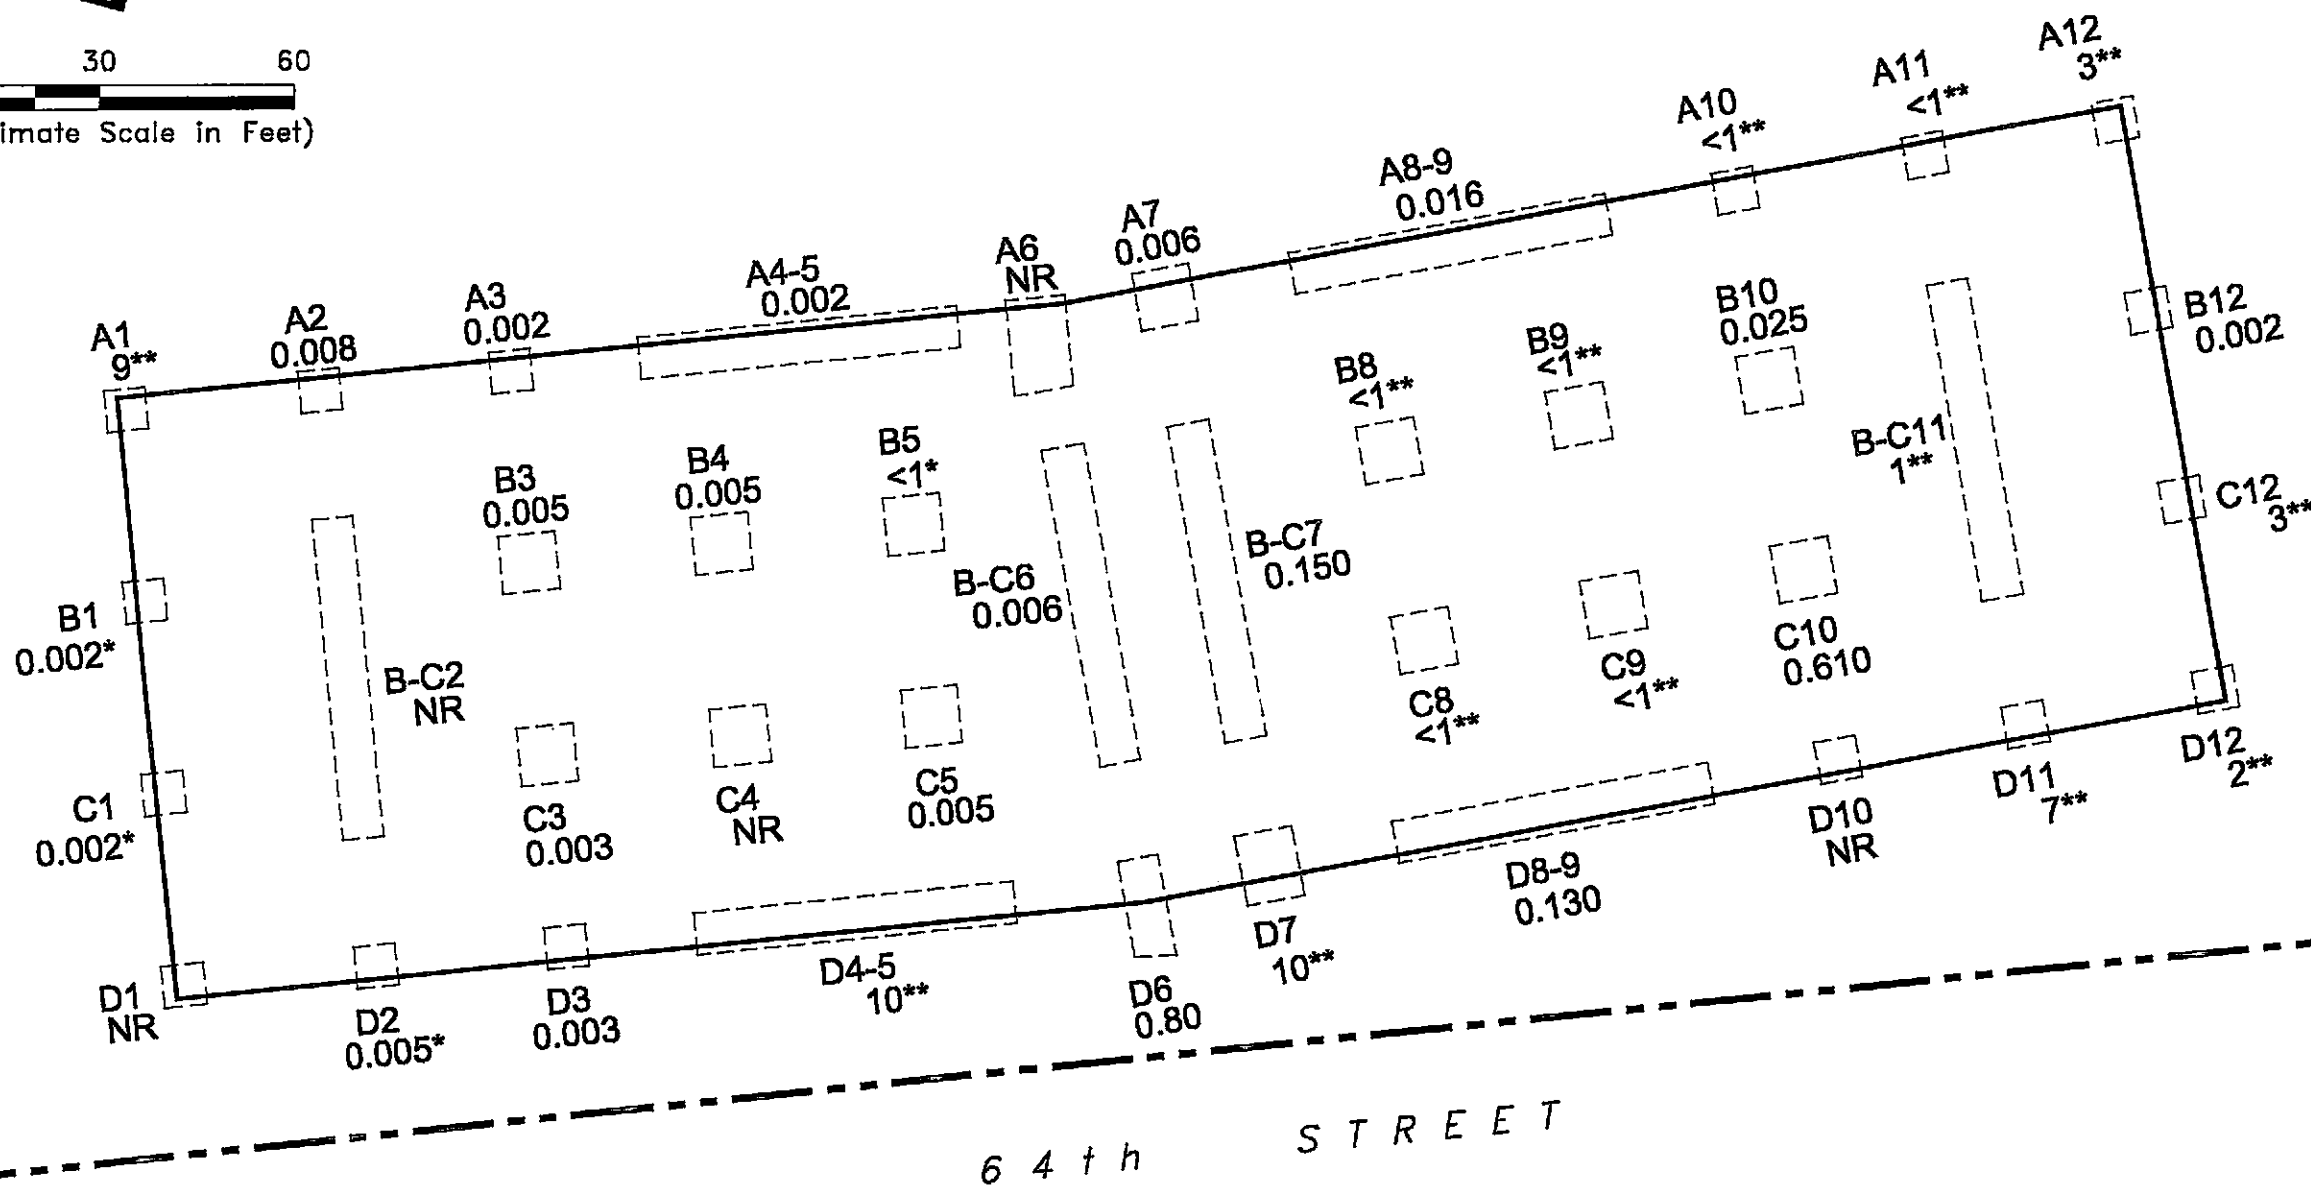 30 60
imate Scale in Feet)
A12
3**
A11
<1**
A10
<1**
A8-9
0.016
A7
0.006
A6
NR
A4-5
0.002
A3
0.002
A2
0.008
A1
9**
B12
0.002
B10
0.025
B9
<1**
B8
<1**
B-C11
1**
B5
<1*
B4
0.005
B3
0.005
C12
3**
B-C7
0.150
B-C6
0.006
B1
0.002*
B-C2
NR
C10
0.610
C9
<1**
C8
<1**
C5
0.005
C4
NR
C3
0.003
C1
0.002*
D12
2**
D11
7**
D10
NR
D8-9
0.130
D7
10**
D6
0.80
D4-5
10**
D3
0.003
D2
0.005*
D1
NR
64th STREET